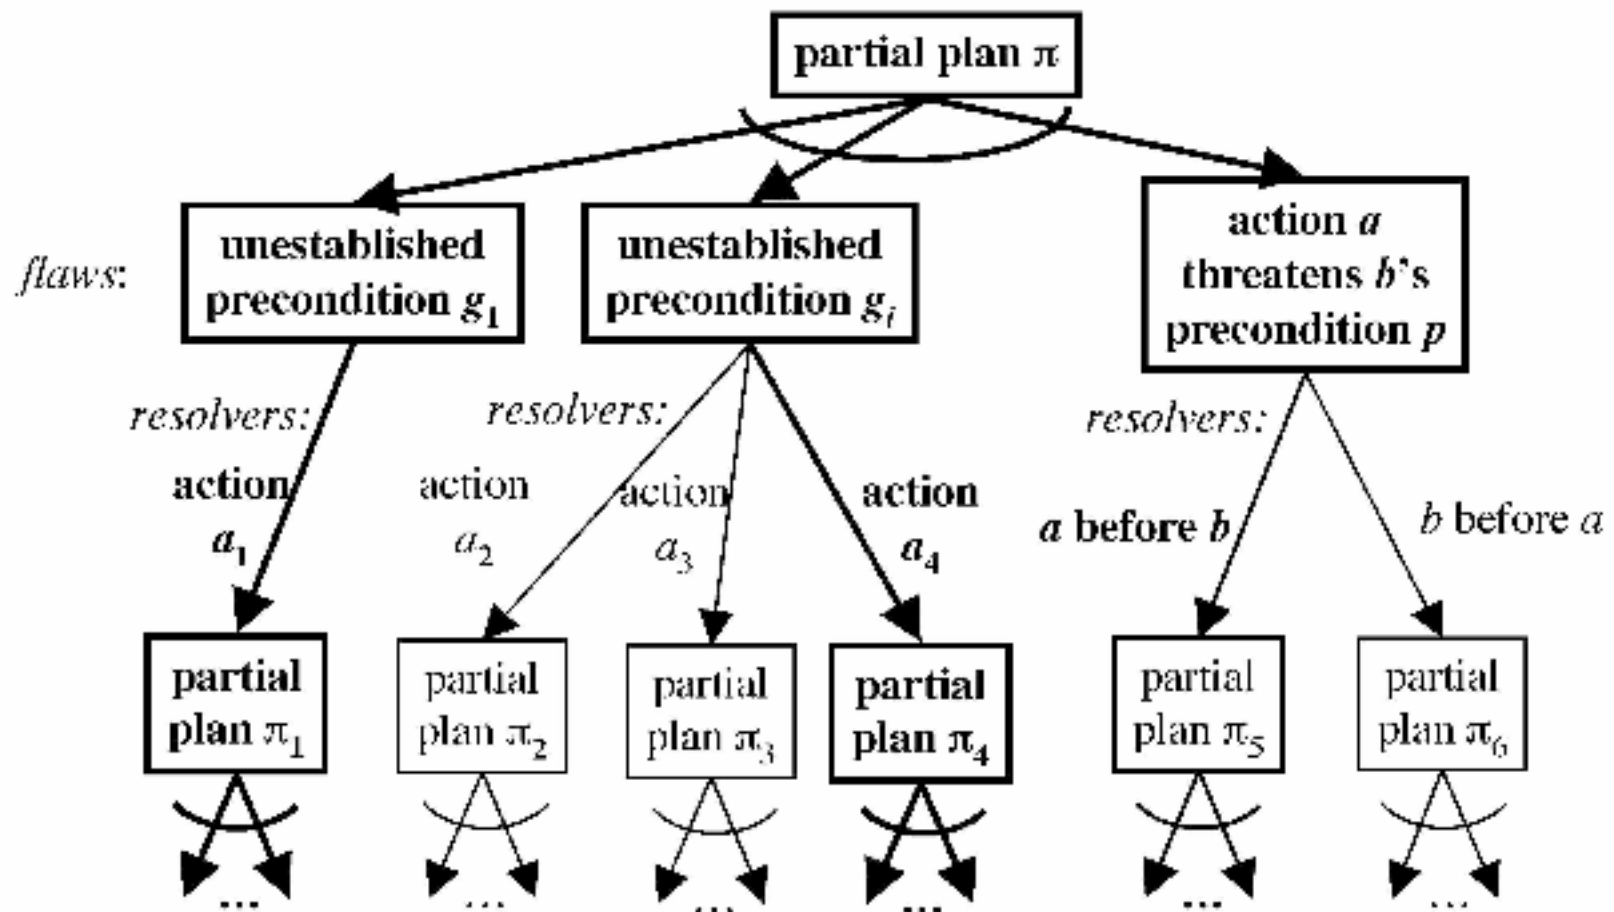 partial plan π
flaws:
unestablished
precondition g1
unestablished
precondition gi
action a
threatens b's
precondition p
resolvers:
action
a1
resolvers:
action
a2
action
a3
action
a4
resolvers:
a before b
b before a
partial
plan π1
partial
plan π2
partial
plan π3
partial
plan π4
partial
plan π5
partial
plan π6
...
...
...
...
...
...